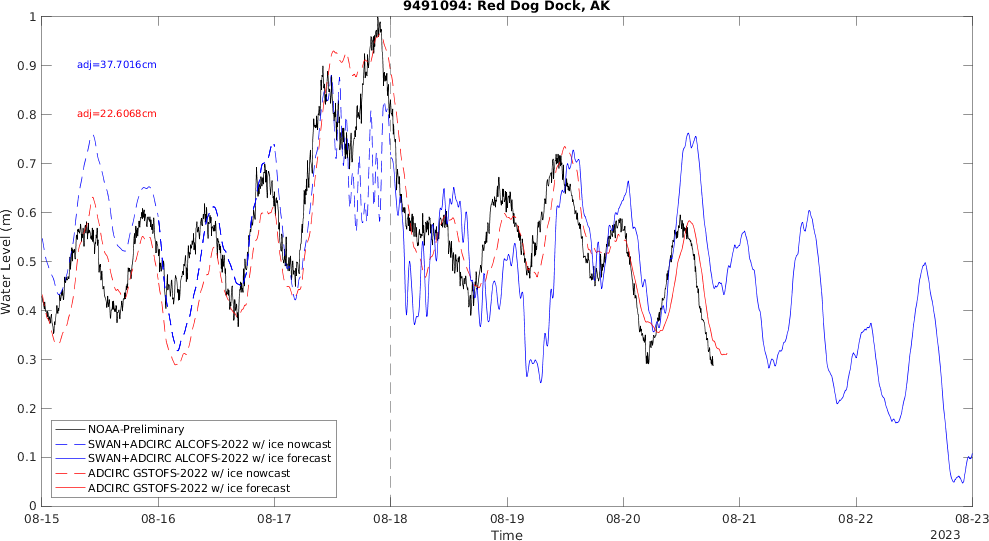 9491094: Red Dog Dock, AK
1
0.9
0.8
0.7
0.6
0.5
0.4
0.3
0.2
0.1
0
Water Level (m)
adj=37.7016cm
adj=22.6068cm
NOAA-Preliminary
SWAN+ADCIRC ALCOFS-2022 w/ ice nowcast
SWAN+ADCIRC ALCOFS-2022 w/ ice forecast
ADCIRC GSTOFS-2022 w/ ice nowcast
ADCIRC GSTOFS-2022 w/ ice forecast
08-15 08-16 08-17 08-18 08-19 08-20 08-21 08-22 08-23
Time
2023